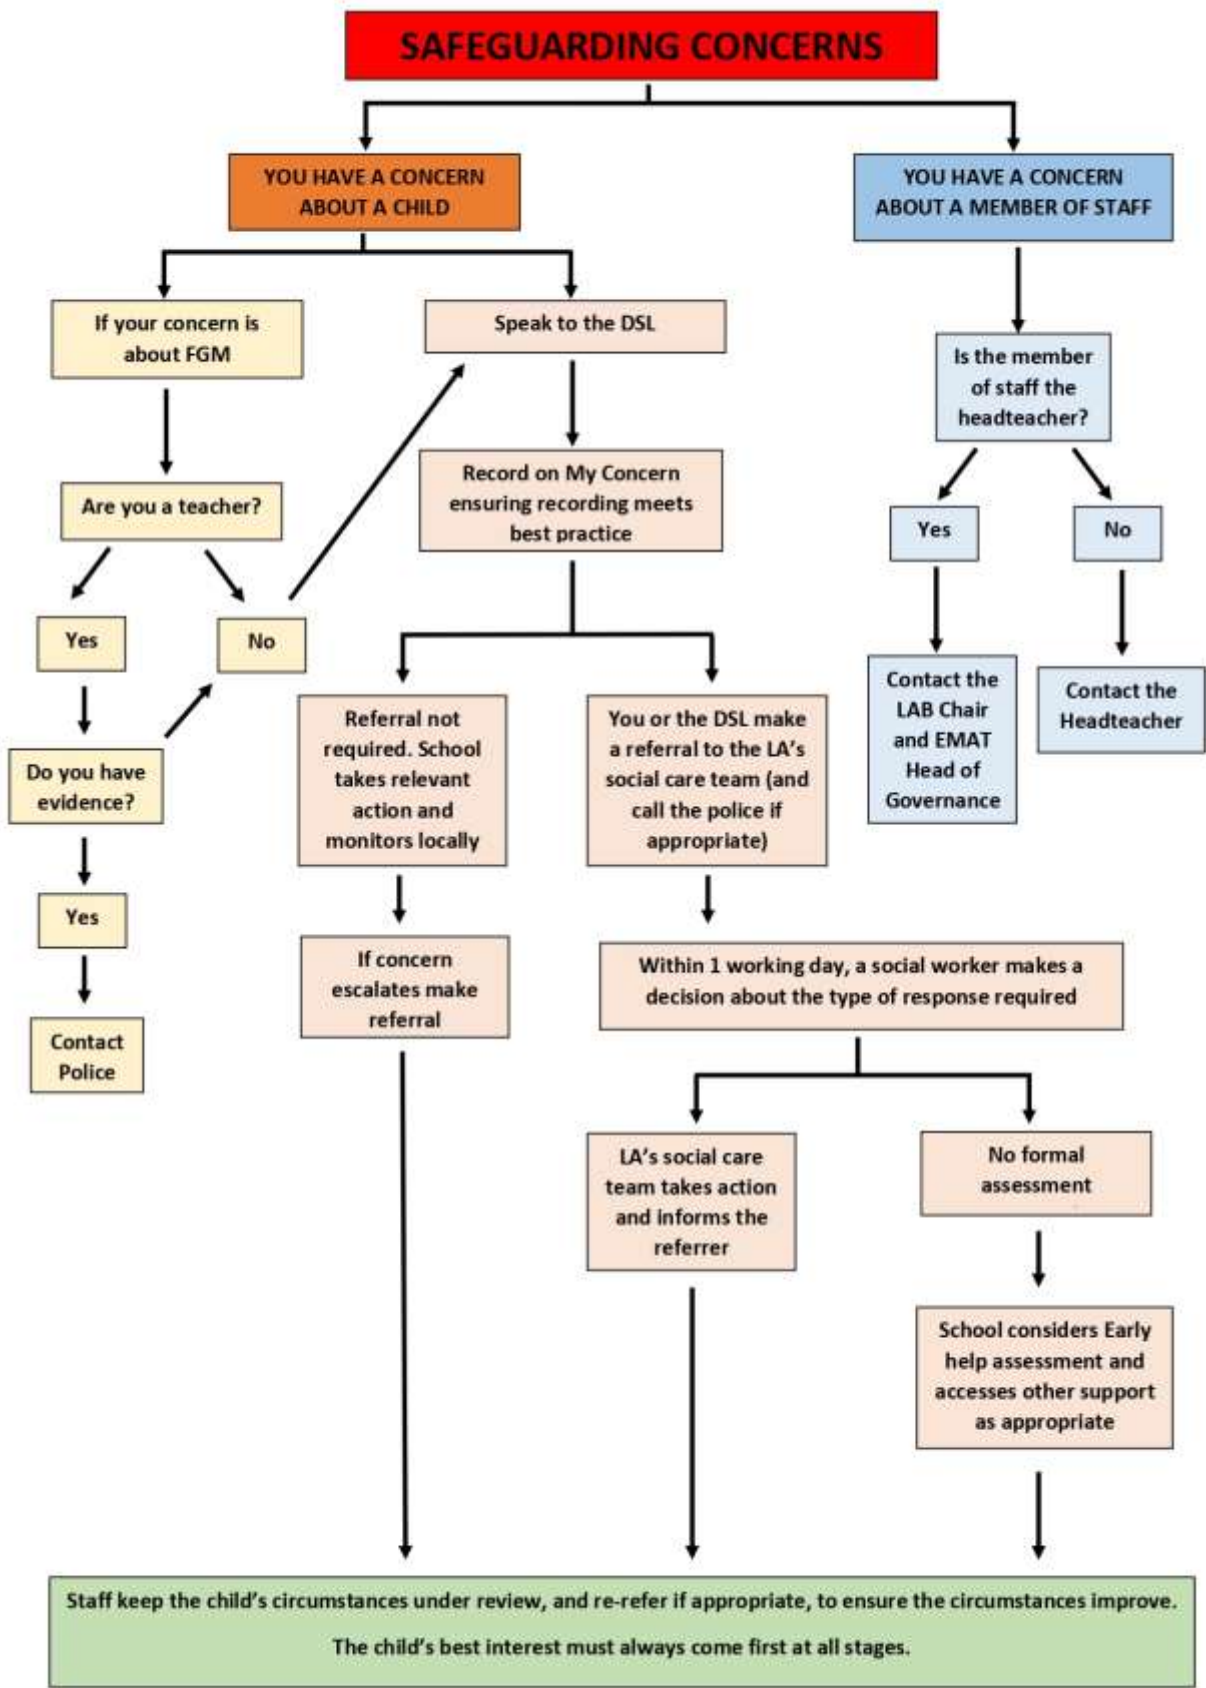 SAFEGUARDING CONCERNS
YOU HAVE A CONCERN
ABOUT A CHILD
YOU HAVE A CONCERN
ABOUT A MEMBER OF STAFF
If your concern is
about FGM
Speak to the DSL
Is the member
of staff the
headteacher?
Are you a teacher?
Record on My Concern
ensuring recording meets
best practice
Yes
No
Yes
No
Contact the
LAB Chair
and EMAT
Head of
Governance
Contact the
Headteacher
Do you have
evidence?
Referral not
required. School
takes relevant
action and
monitors locally
You or the DSL make
a referral to the LA's
social care team (and
call the police if
appropriate)
Yes
If concern
escalates make
referral
Within 1 working day, a social worker makes a
decision about the type of response required
Contact
Police
LA's social care
team takes action
and informs the
referrer
No formal
assessment
School considers Early
help assessment and
accesses other support
as appropriate
Staff keep the child's circumstances under review, and re-refer if appropriate, to ensure the circumstances improve.
The child's best interest must always come first at all stages.